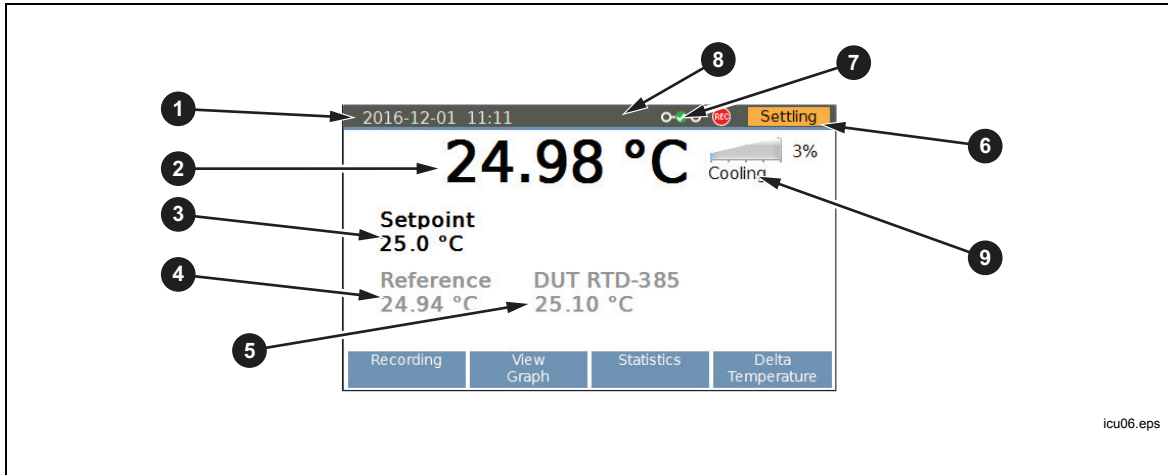 8
7
1
2016-12-01 11:11
REC
Settling
6
2
24.98 °C
3%
Cooling
3
Setpoint
25.0 °C
9
4
Reference
DUT RTD-385
24.94 °C
25.10 °C
5
Recording
View
Graph
Statistics
Delta
Temperature
icu06.eps